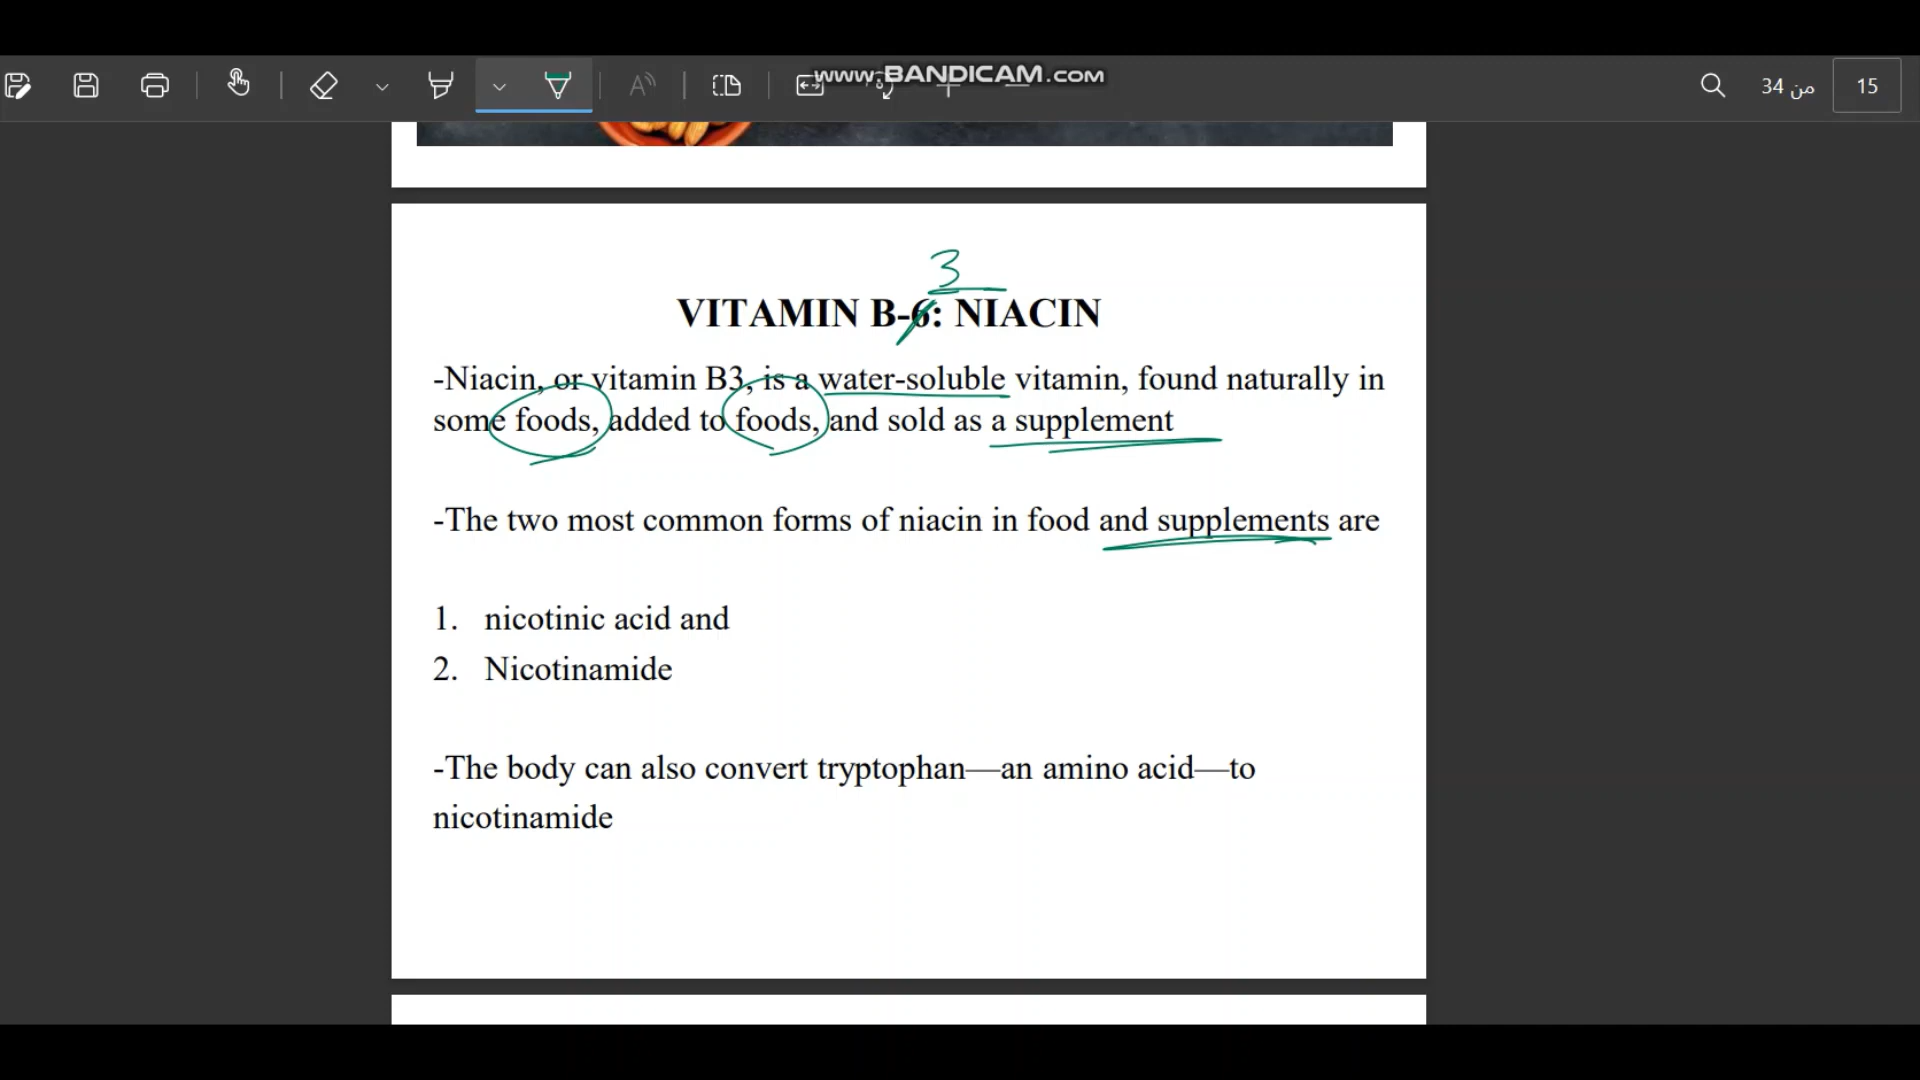 www.BANDICAM.com
34 من
15
3
VITAMIN B-6: NIACIN
-Niacin, or vitamin B3, is a water-soluble vitamin, found naturally in
some foods, added to foods, and sold as a supplement
-The two most common forms of niacin in food and supplements are
1. nicotinic acid and
2. Nicotinamide
-The body can also convert tryptophan—an amino acid—to
nicotinamide